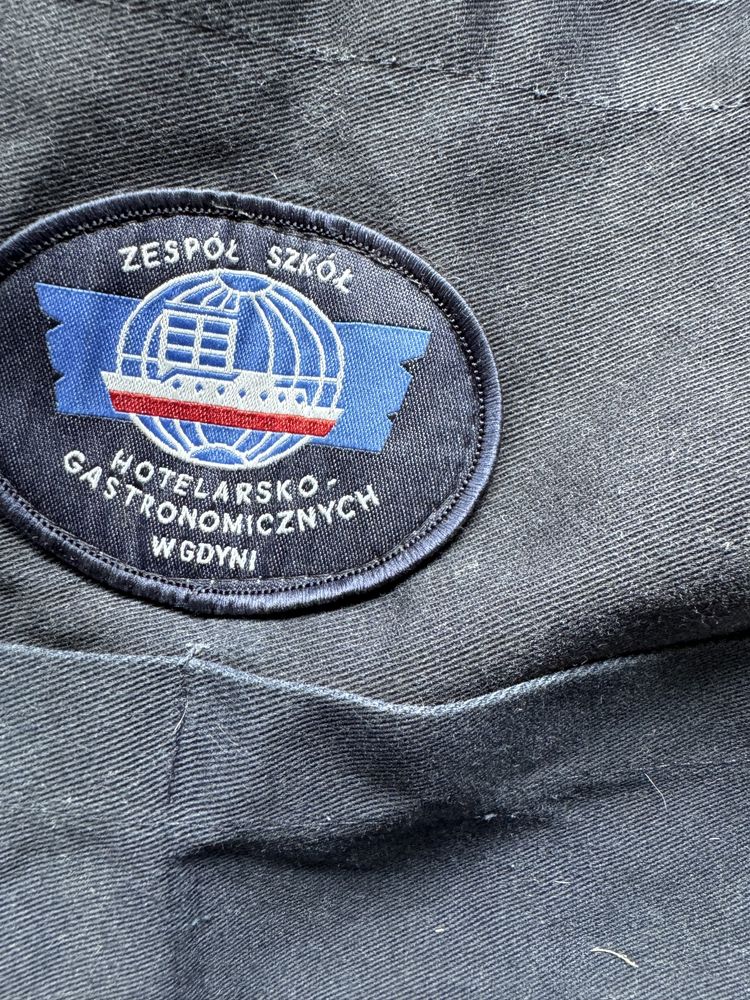 ZESPÓŁ SZKÓŁ
HOTELARSKO-
GASTRONOMICZNYCH
W GDYNI